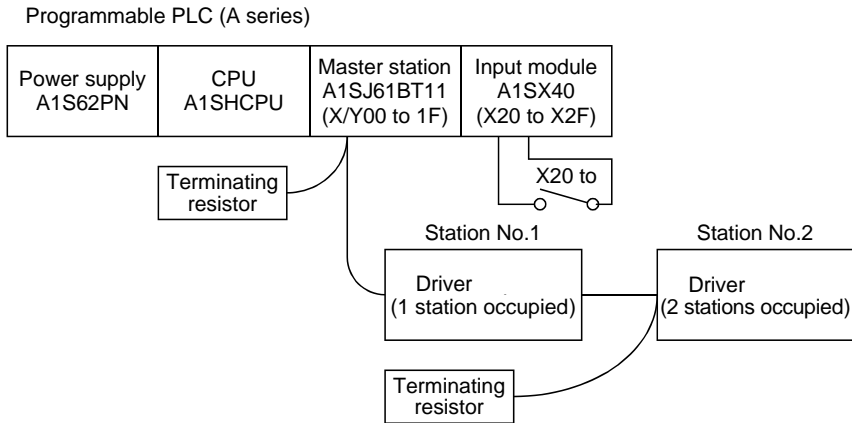 Programmable PLC (A series)
Power supply
A1S62PN
CPU
A1SHCPU
Master station
A1SJ61BT11
(X/Y00 to 1F)
Input module
A1SX40
(X20 to X2F)
Terminating
resistor
X20 to
Station No.1
Station No.2
Driver
(1 station occupied)
Driver
(2 stations occupied)
Terminating
resistor